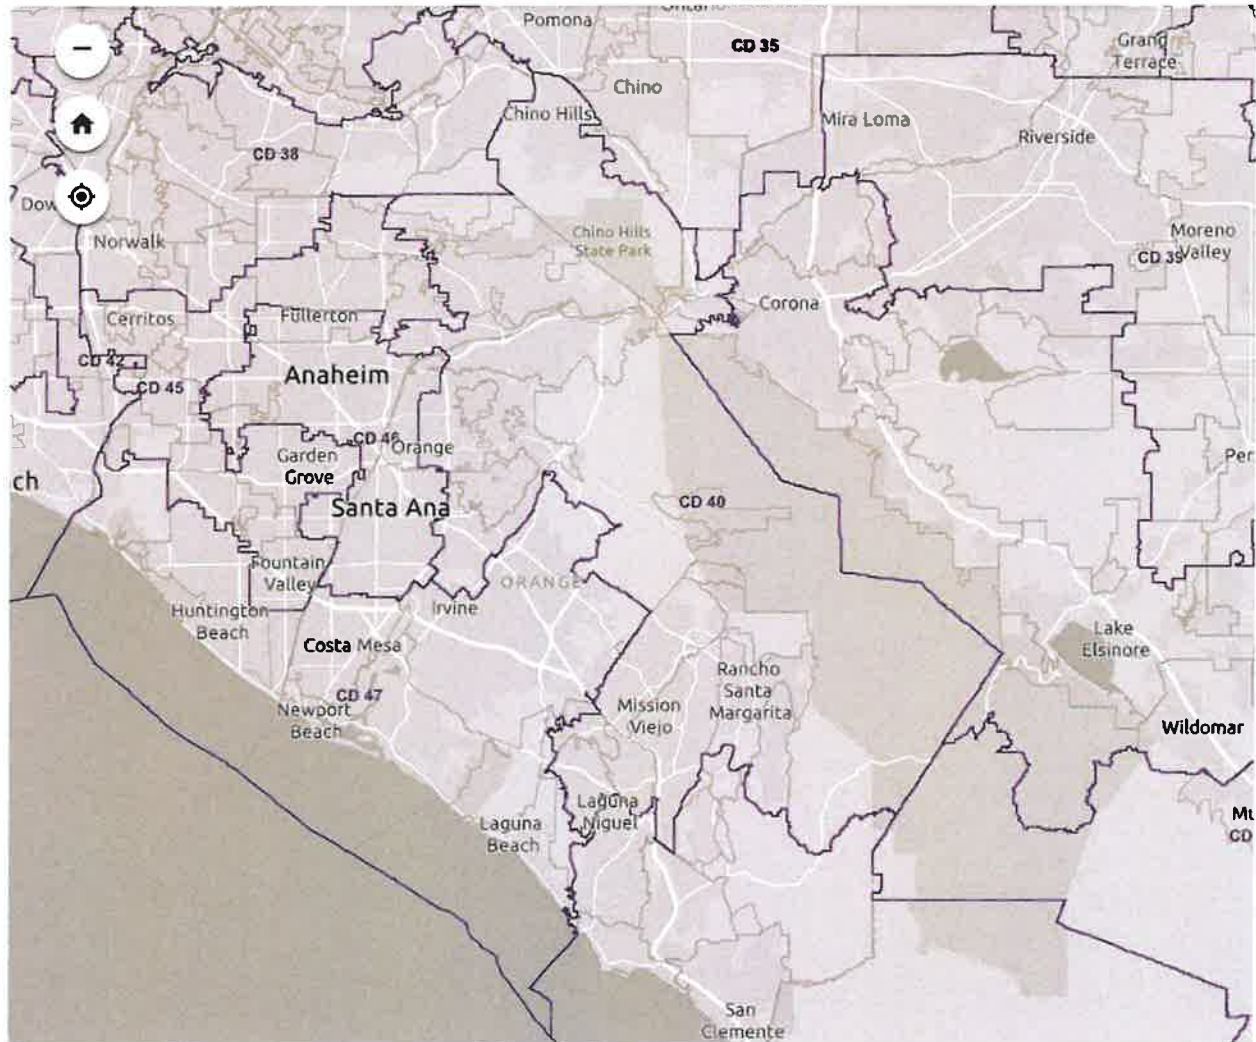 Pomona
Ontario
CD 35
Grand
Terrace
Chino
Chino Hills
Mira Loma
Riverside
CD 38
Norwalk
Chino Hills
State Park
Moreno
Valley
CD 39
Corona
Cerritos
Fullerton
CD 42
CD 45
Anaheim
CD 46
Orange
Garden
Grove
Per
ch
Santa Ana
CD 40
Fountain
Valley
ORANGE
Irvine
Huntington
Beach
Costa Mesa
Lake
Elsinore
Rancho
Santa
Margarita
CD 47
Newport
Beach
Mission
Viejo
Wildomar
Laguna
Niguel
Laguna
Beach
Mu
CD
San
Clemente